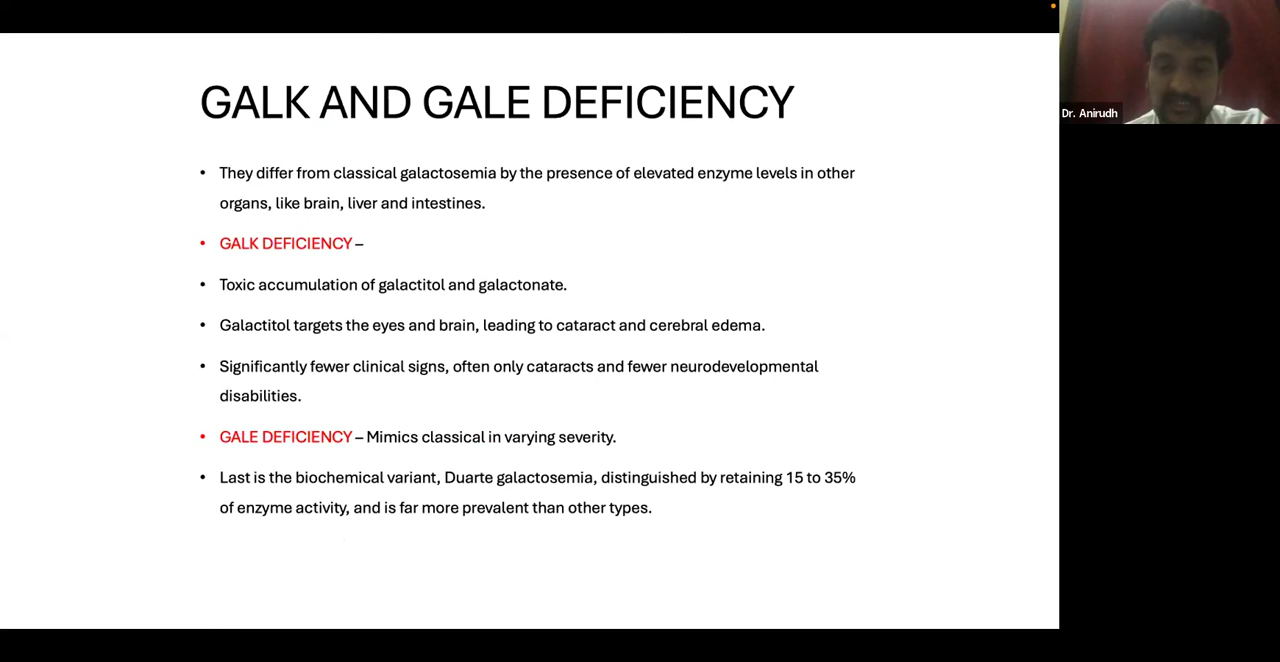 GALK AND GALE DEFICIENCY
• They differ from classical galactosemia by the presence of elevated enzyme levels in other
organs, like brain, liver and intestines.
• GALK DEFICIENCY –
• Toxic accumulation of galactitol and galactonate.
• Galactitol targets the eyes and brain, leading to cataract and cerebral edema.
• Significantly fewer clinical signs, often only cataracts and fewer neurodevelopmental
disabilities.
• GALE DEFICIENCY – Mimics classical in varying severity.
• Last is the biochemical variant, Duarte galactosemia, distinguished by retaining 15 to 35%
of enzyme activity, and is far more prevalent than other types.
Dr. Anirudh